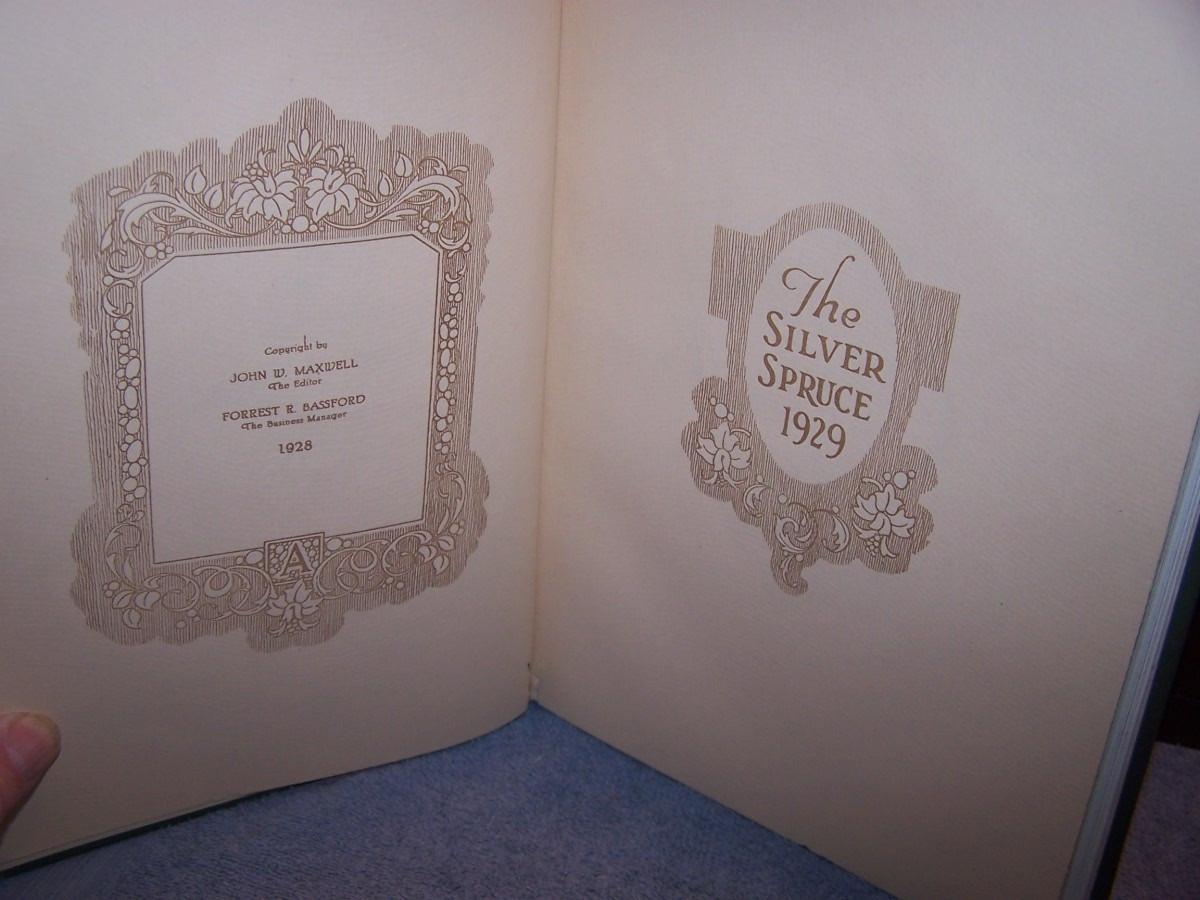 Copyright by
JOHN W. MAXWELL
The Editor
FORREST R. BASSFORD
The Business Manager
1928
A
The
SILVER
SPRUCE
1929